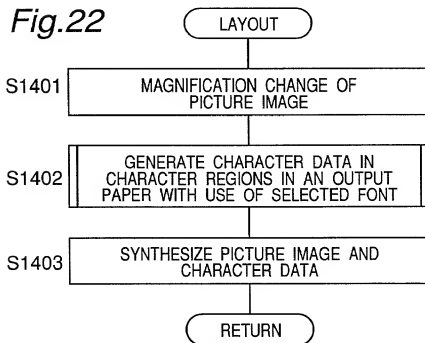 Fig.22
LAYOUT
S1401
MAGNIFICATION CHANGE OF
PICTURE IMAGE
S1402
GENERATE CHARACTER DATA IN
CHARACTER REGIONS IN AN OUTPUT
PAPER WITH USE OF SELECTED FONT
S1403
SYNTHESIZE PICTURE IMAGE AND
CHARACTER DATA
RETURN